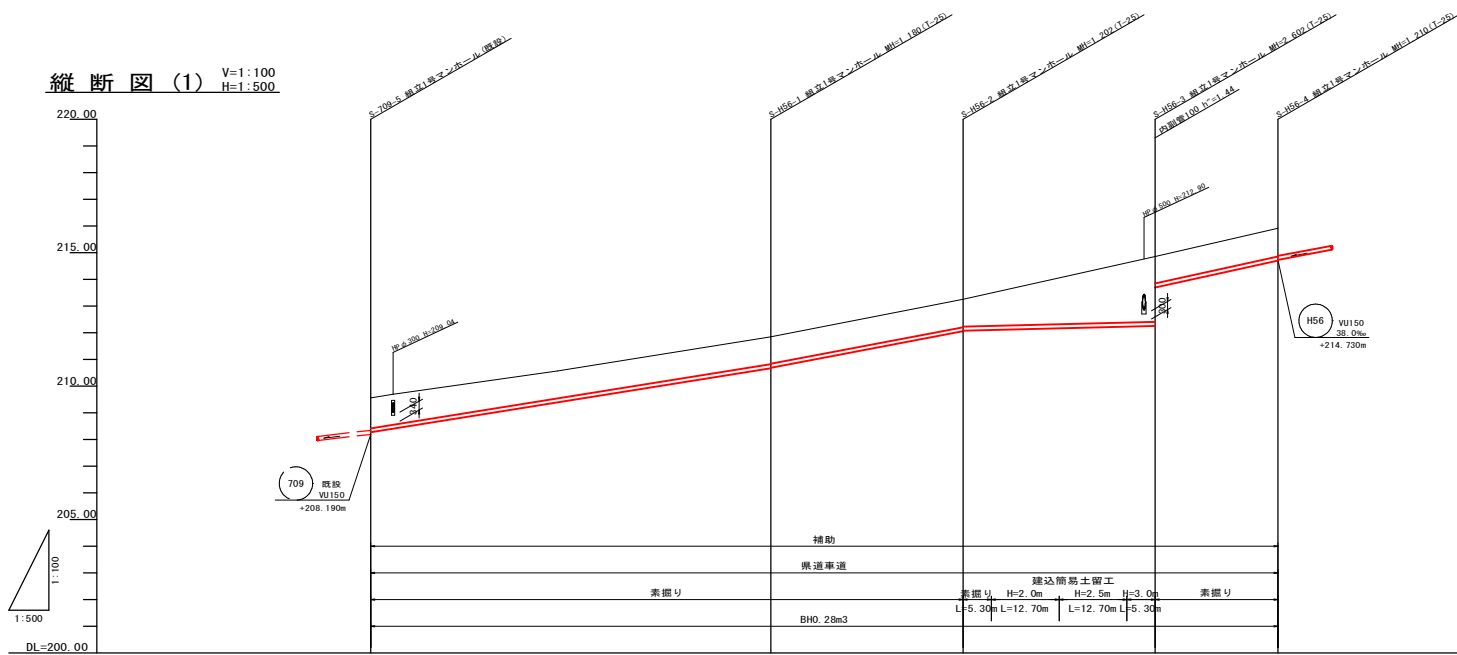 縦断図(1) V=1:100
H=1:500
S-709-5 組立1号マンホール(既設)
S-H56-1 組立1号マンホール MH=1.180(T-25)
S-H56-2 組立1号マンホール MH=1.202(T-25)
S-H56-3 組立1号マンホール MH=2.602(T-25)
内副管100 h"=1.44
S-H56-4 組立1号マンホール MH=1.210(T-25)
220.00
215.00
210.00
205.00
DL=200.00
HPφ300 H=209.04
340
HPφ500 H=212.90
300
H56 VU150
38.0‰
+214.730m
709 既設
VU150
+208.190m
1:100
1:500
補助
県道車道
建込簡易土留工
素掘り
素掘り H=2.0m H=2.5m H=3.0m
素掘り
L=5.30m L=12.70m L=12.70m L=5.30m
BH0.28m3